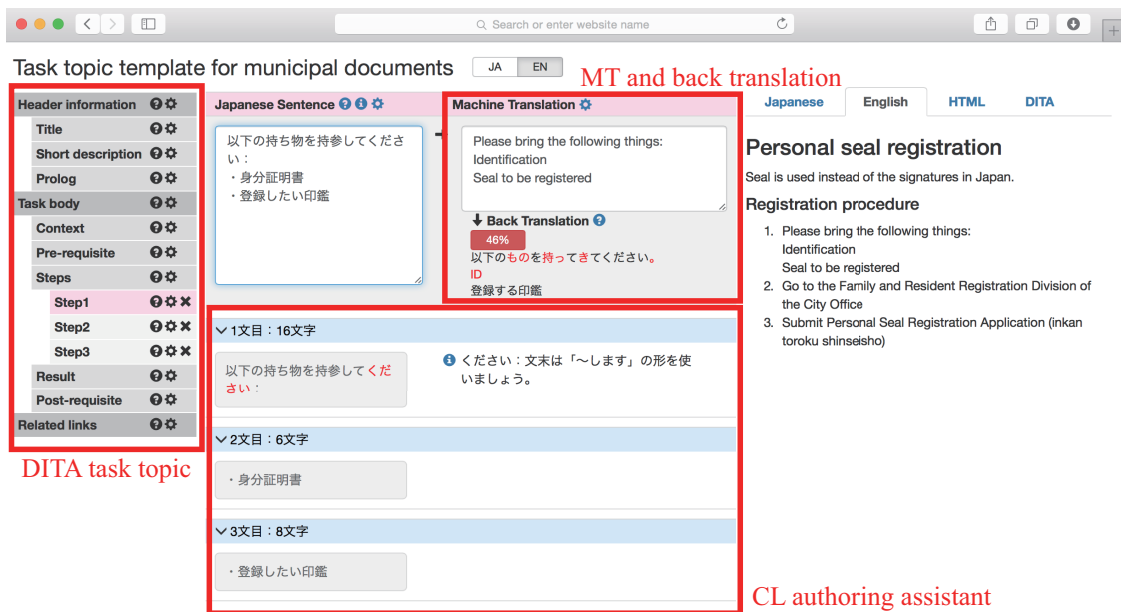 Search or enter website name
Task topic template for municipal documents
JA
EN
MT and back translation
Header information
Title
Short description
Prolog
Task body
Context
Pre-requisite
Steps
Step1
Step2
Step3
Result
Post-requisite
Related links
DITA task topic
Japanese Sentence
以下の持ち物を持参してくださ
い：
・身分証明書
・登録したい印鑑
Machine Translation
Please bring the following things:
Identification
Seal to be registered
Back Translation
46%
以下のものを持ってきてください。
ID
登録する印鑑
1文目：16文字
以下の持ち物を持参してくだ
さい：
ください：文末は「〜します」の形を使
いましょう。
2文目：6文字
・身分証明書
3文目：8文字
・登録したい印鑑
CL authoring assistant
Japanese
English
HTML
DITA
Personal seal registration
Seal is used instead of the signatures in Japan.
Registration procedure
1. Please bring the following things:
Identification
Seal to be registered
2. Go to the Family and Resident Registration Division of
the City Office
3. Submit Personal Seal Registration Application (inkan
toroku shinseisho)